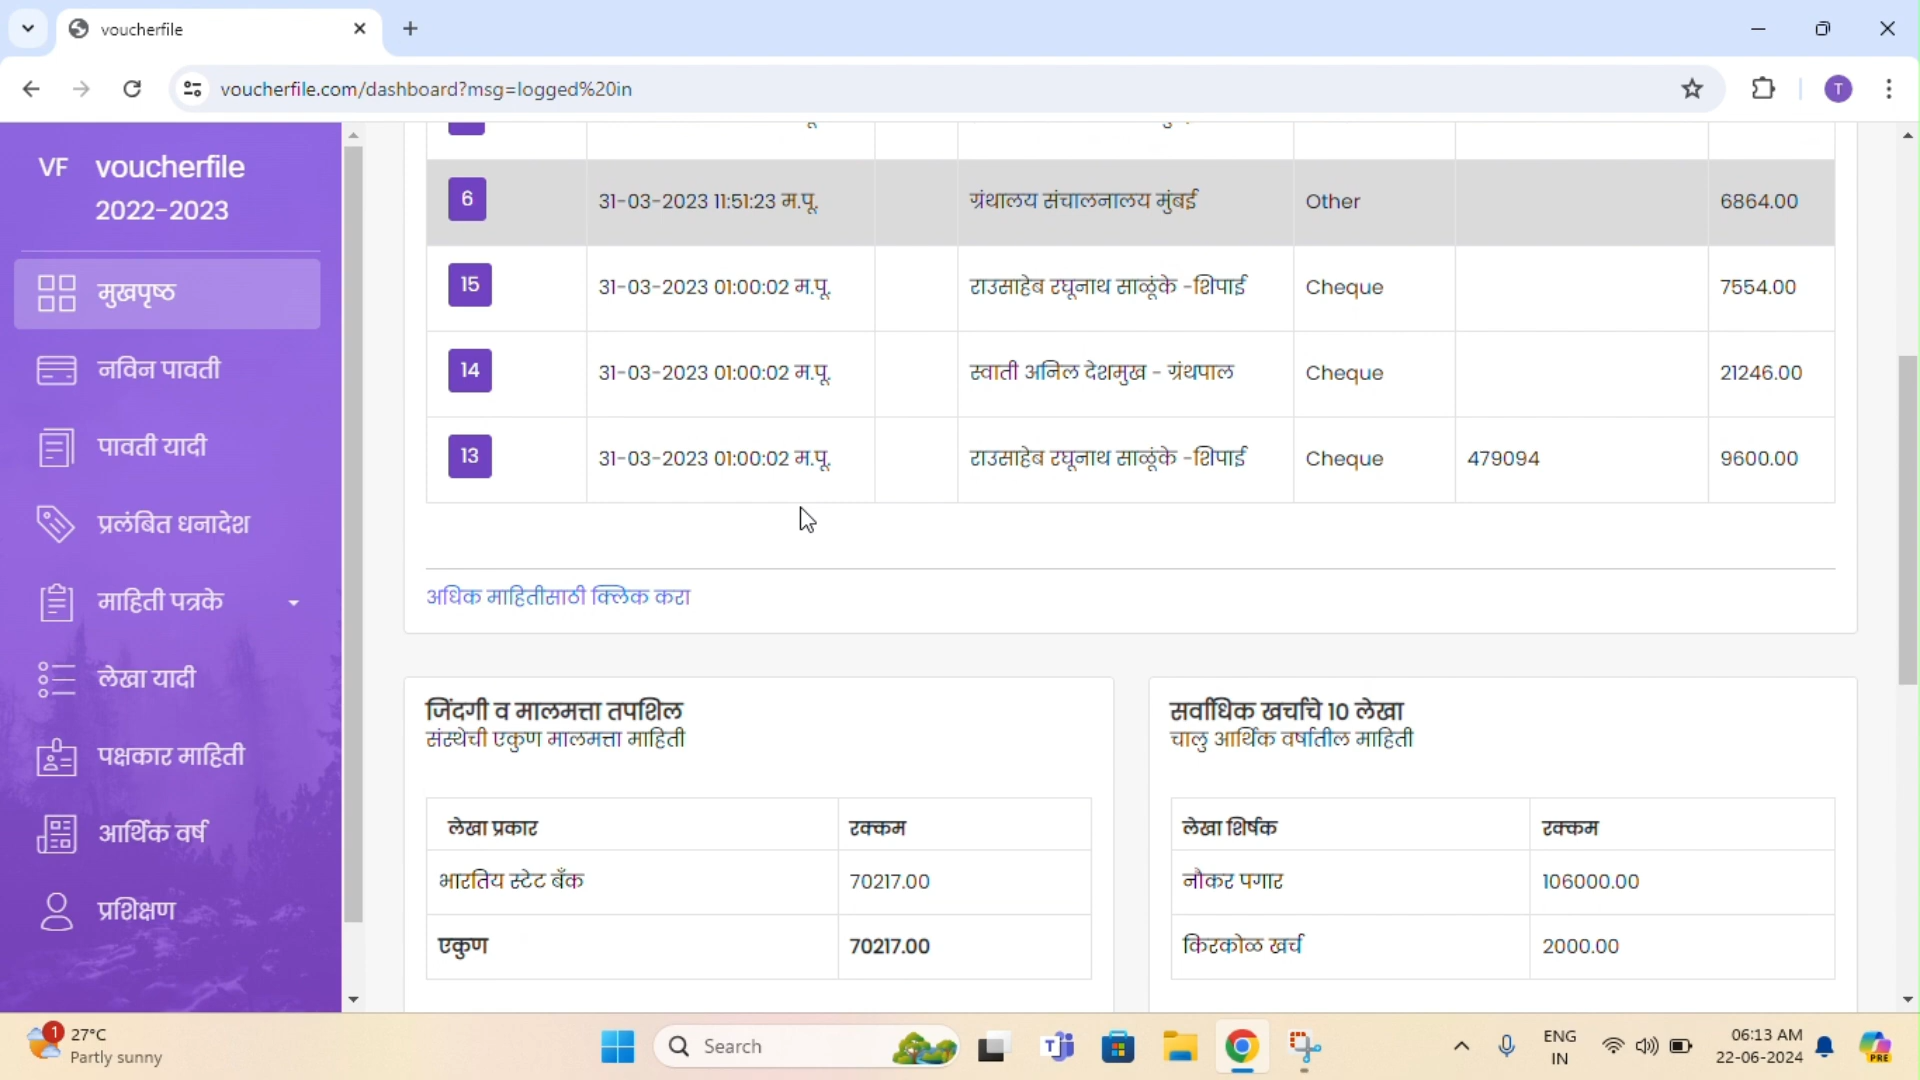 voucherfile
voucherfile.com/dashboard?msg=logged%20in
T
VF voucherfile
2022-2023
मुखपृष्ठ
नविन पावती
पावती यादी
प्रलंबित धनादेश
माहिती पत्रके
लेखा यादी
पक्षकार माहिती
आर्थिक वर्ष
प्रशिक्षण
6 31-03-2023 11:51:23 म.पू. ग्रंथालय संचालनालय मुंबई Other 6864.00
15 31-03-2023 01:00:02 म.पू. राउसाहेब रघूनाथ साळूंके -शिपाई Cheque 7554.00
14 31-03-2023 01:00:02 म.पू. स्वाती अनिल देशमुख - ग्रंथपाल Cheque 21246.00
13 31-03-2023 01:00:02 म.पू. राउसाहेब रघूनाथ साळूंके -शिपाई Cheque 479094 9600.00
अधिक माहितीसाठी क्लिक करा
जिंदगी व मालमत्ता तपशिल
संस्थेची एकुण मालमत्ता माहिती
लेखा प्रकार रक्कम
भारतिय स्टेट बँक 70217.00
एकुण 70217.00
सर्वाधिक खर्चाचे 10 लेखा
चालु आर्थिक वर्षातील माहिती
लेखा शिर्षक रक्कम
नौकर पगार 106000.00
किरकोळ खर्च 2000.00
1 27°C
Partly sunny
Search
ENG
IN
06:13 AM
22-06-2024
PRE